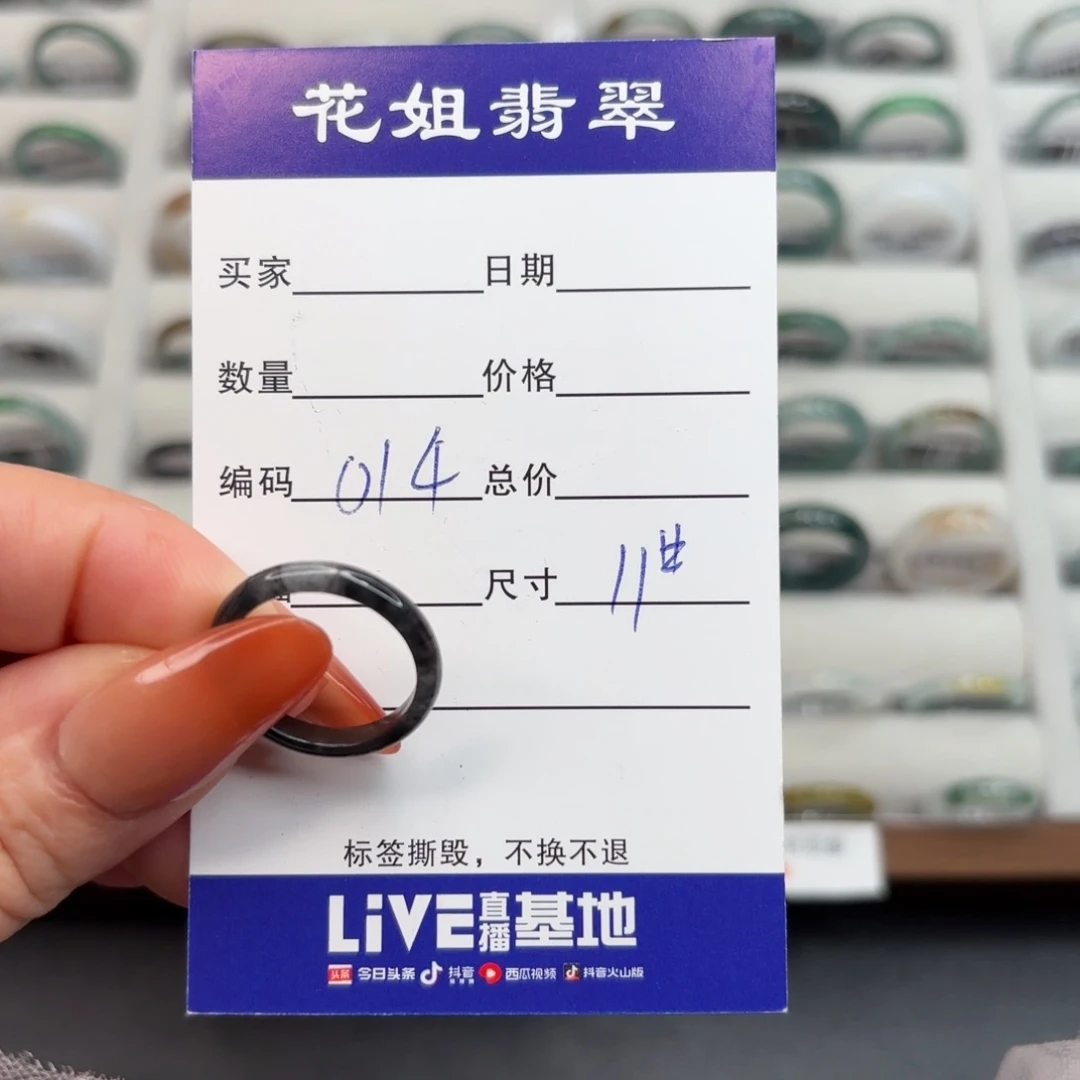 花姐翡翠
买家 日期
数量 价格
编码 014 总价
尺寸 11#
标签撕毁，不换不退
LiVE直播基地
头条 今日头条 抖音 西瓜视频 抖音火山版